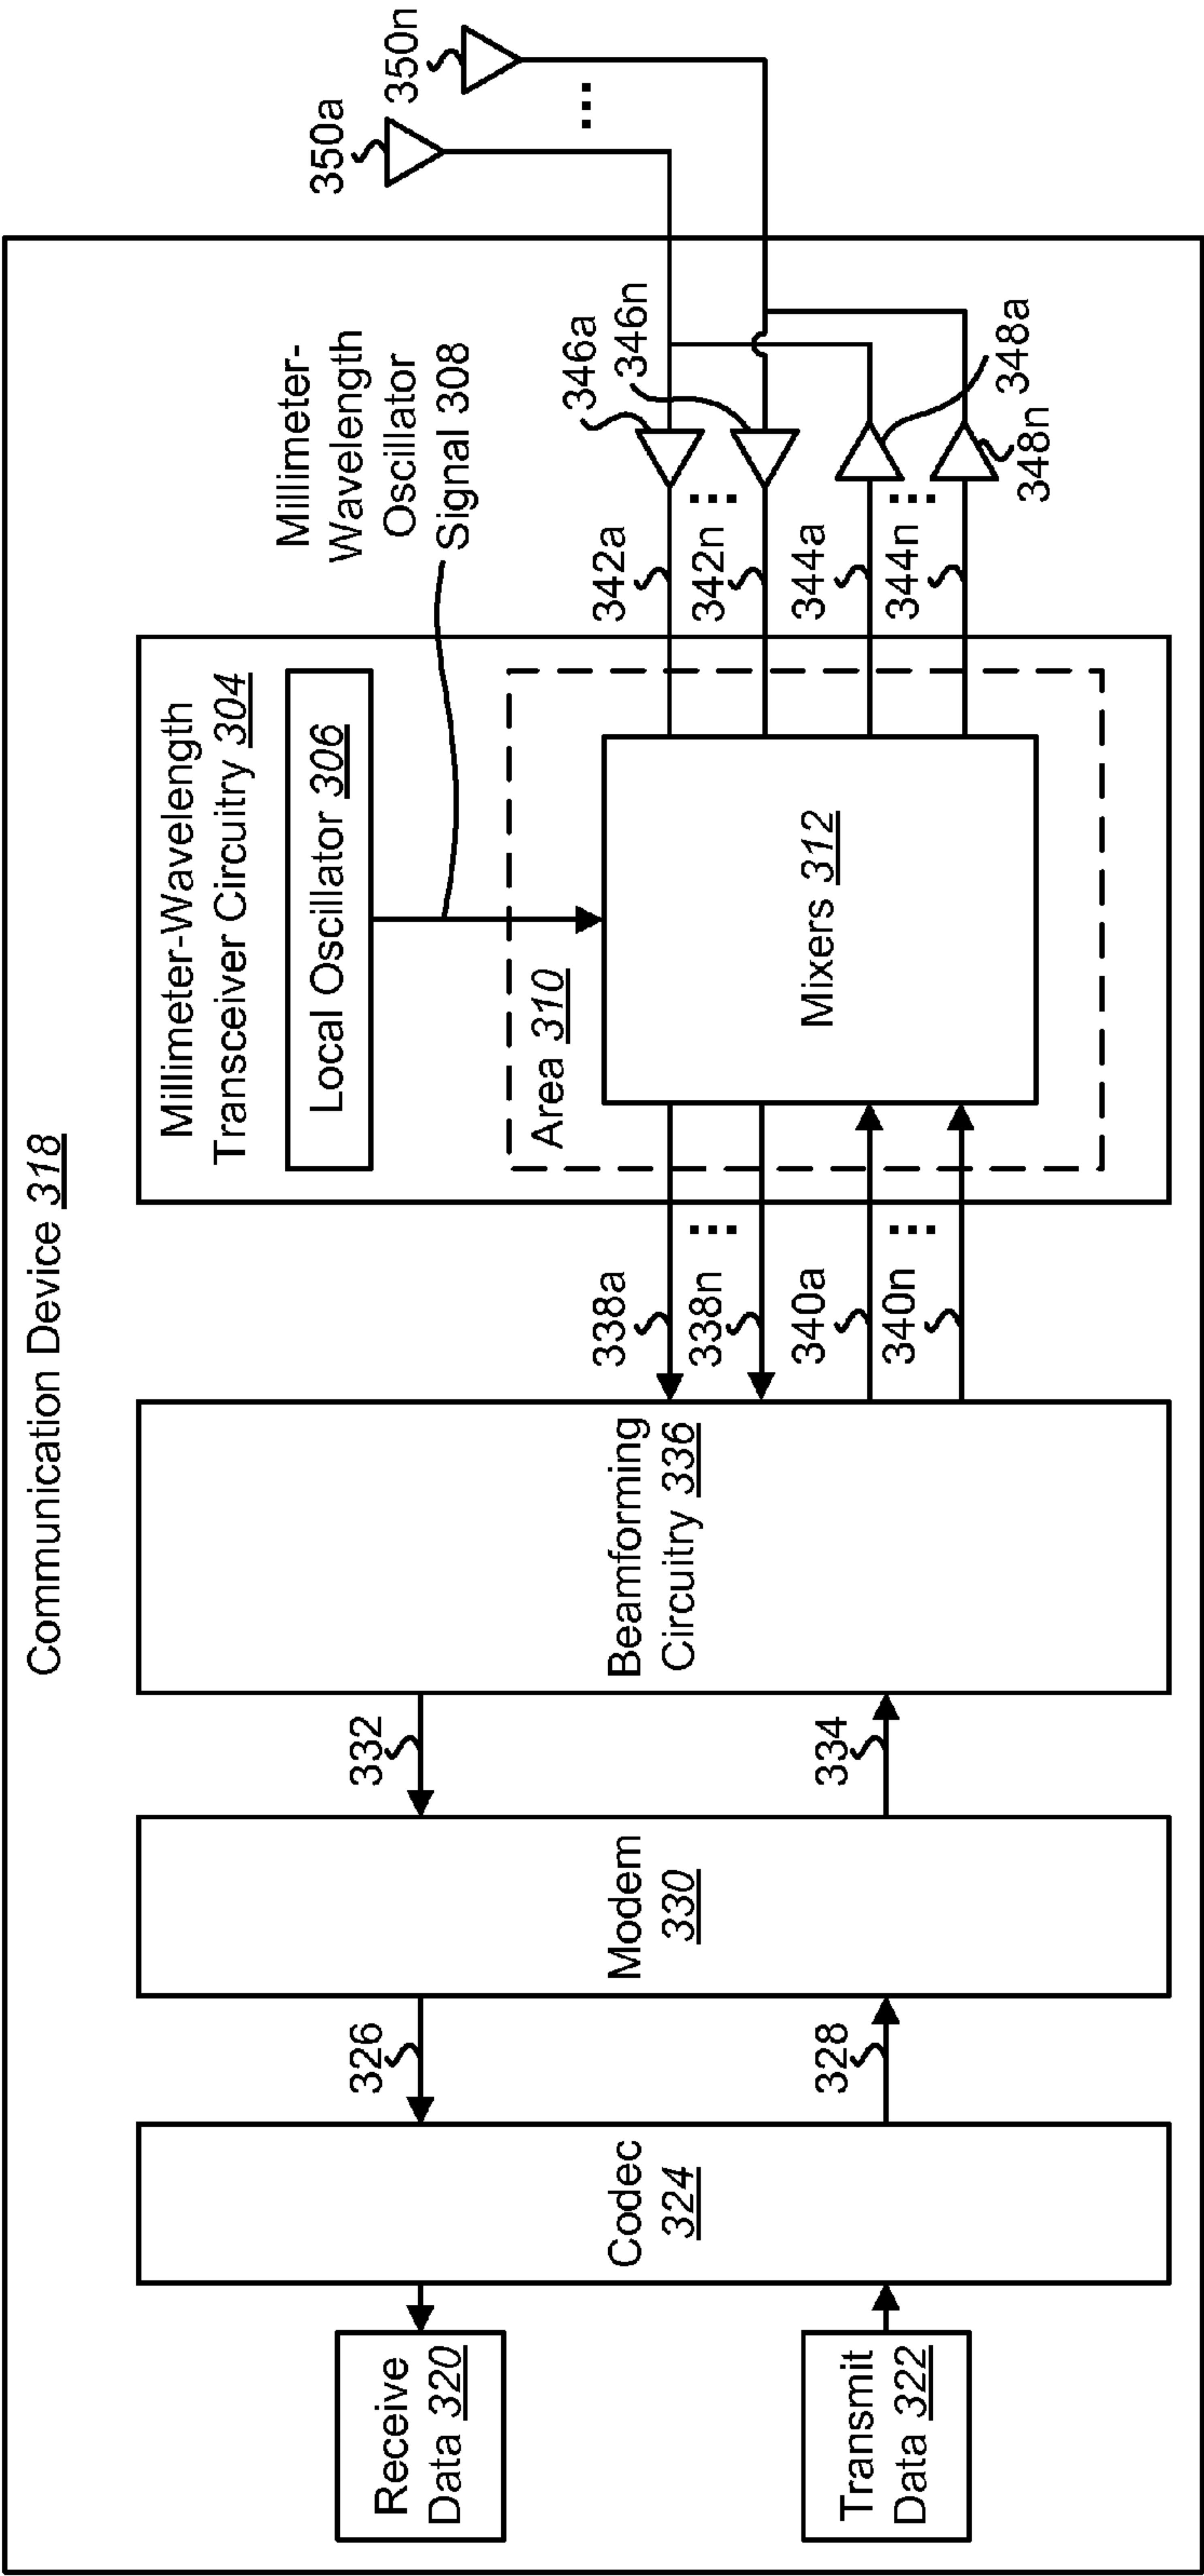 Communication Device 318
Receive
Data 320
Transmit
Data 322
Codec
324
326
328
Modem
330
332
334
Beamforming
Circuitry 336
338a
338n
340a
340n
Millimeter-Wavelength
Transceiver Circuitry 304
Local Oscillator 306
Area 310
Mixers 312
Millimeter-
Wavelength
Oscillator
Signal 308
342a
342n
344a
344n
346a
346n
348a
348n
350a
350n